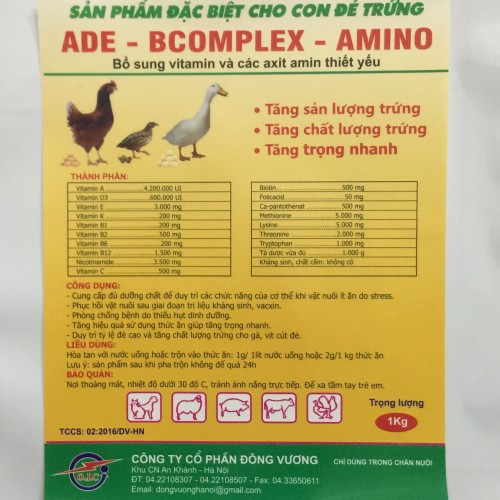 SẢN PHẨM ĐẶC BIỆT CHO CON ĐẺ TRỨNG
ADE - BCOMPLEX - AMINO
Bổ sung vitamin và các axit amin thiết yếu
• Tăng sản lượng trứng
• Tăng chất lượng trứng
• Tăng trọng nhanh
THÀNH PHẦN:
Vitamin A 4.200.000 UI
Vitamin D3 600.000 UI
Vitamin E 3.000 mg
Vitamin K 200 mg
Vitamin B1 200 mg
Vitamin B2 500 mg
Vitamin B6 200 mg
Vitamin B12 1.500 mg
Nicotinamide 3.500 mg
Vitamin C 500 mg
Biotin 500 mg
Folicacid 50 mg
Ca-pantothenat 500 mg
Methionine 5.000 mg
Lysine 5.000 mg
Threonine 2.000 mg
Tryptophan 1.000 mg
Tá dược vừa đủ 1.000 g
Kháng sinh, chất cấm: không có
CÔNG DỤNG:
- Cung cấp đủ dưỡng chất để duy trì các chức năng của cơ thể khi vật nuôi ít ăn do stress.
- Phục hồi vật nuôi sau giai đoạn trị liệu kháng sinh, vacxin.
- Phòng chống bệnh do thiếu hụt dinh dưỡng.
- Tăng hiệu quả sử dụng thức ăn giúp tăng trọng nhanh.
- Duy trì tỷ lệ đẻ cao và tăng chất lượng trứng cho gà, vịt cút đẻ.
LIỀU DÙNG:
Hòa tan với nước uống hoặc trộn vào thức ăn: 1g/ 1lít nước uống hoặc 2g/1 kg thức ăn
Lưu ý: sản phẩm sau khi pha trộn không để quá 24h
BẢO QUẢN:
Nơi thoáng mát, nhiệt độ dưới 30 độ C, tránh ánh nắng trực tiếp. Để xa tầm tay trẻ em.
Trọng lượng
1Kg
TCCS: 02:2016/DV-HN
CÔNG TY CỔ PHẦN ĐÔNG VƯƠNG
Khu CN An Khánh - Hà Nội
ĐT: 04.22108307 - 04.22108507 - Fax: 04.33650611
Email: dongvuonghanoi@gmail.com
CHỈ DÙNG TRONG CHĂN NUÔI